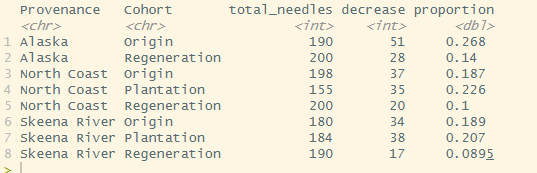 Provenance Cohort total_needles decrease proportion
<chr> <chr> <int> <int> <dbl>
1 Alaska Origin 190 51 0.268
2 Alaska Regeneration 200 28 0.14
3 North Coast Origin 198 37 0.187
4 North Coast Plantation 155 35 0.226
5 North Coast Regeneration 200 20 0.1
6 Skeena River Origin 180 34 0.189
7 Skeena River Plantation 184 38 0.207
8 Skeena River Regeneration 190 17 0.0895
>